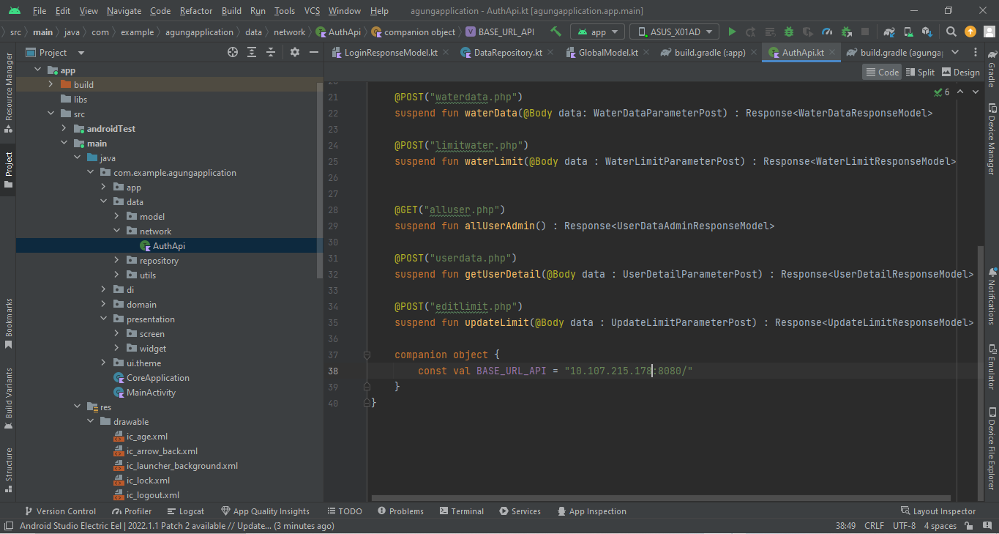 File Edit View Navigate Code Refactor Build Run Tools VCS Window Help agungapplication - AuthApi.kt [agungapplication.app.main]
src main java com example agungapplication data network AuthApi companion object BASE_URL_API app ASUS_X01AD
Project
LoginResponseModel.kt DataRepository.kt GlobalModel.kt build.gradle (:app) AuthApi.kt build.gradle (agunga
Code Split Design
Resource Manager
Project
Bookmarks
Build Variants
Structure
app
build
libs
src
androidTest
main
java
com.example.agungapplication
app
data
model
network
AuthApi
repository
utils
di
domain
presentation
screen
widget
ui.theme
CoreApplication
MainActivity
res
drawable
ic_age.xml
ic_arrow_back.xml
ic_launcher_background.xml
ic_lock.xml
ic_logout.xml
6
20
21 @POST("waterdata.php")
22 suspend fun waterData(@Body data: WaterDataParameterPost) : Response<WaterDataResponseModel>
23
24 @POST("limitwater.php")
25 suspend fun waterLimit(@Body data : WaterLimitParameterPost) : Response<WaterLimitResponseModel>
26
27
28 @GET("alluser.php")
29 suspend fun allUserAdmin() : Response<UserDataAdminResponseModel>
30
31 @POST("userdata.php")
32 suspend fun getUserDetail(@Body data : UserDetailParameterPost) : Response<UserDetailResponseModel>
33
34 @POST("editlimit.php")
35 suspend fun updateLimit(@Body data : UpdateLimitParameterPost) : Response<UpdateLimitResponseModel>
36
37 companion object {
38 const val BASE_URL_API = "10.107.215.178:8080/"
39 }
40 }
Gradle
Device Manager
Notifications
Emulator
Device File Explorer
Version Control Profiler Logcat App Quality Insights TODO Problems Terminal Services App Inspection Layout Inspector
Android Studio Electric Eel | 2022.1.1 Patch 2 available // Update... (3 minutes ago) 38:49 CRLF UTF-8 4 spaces